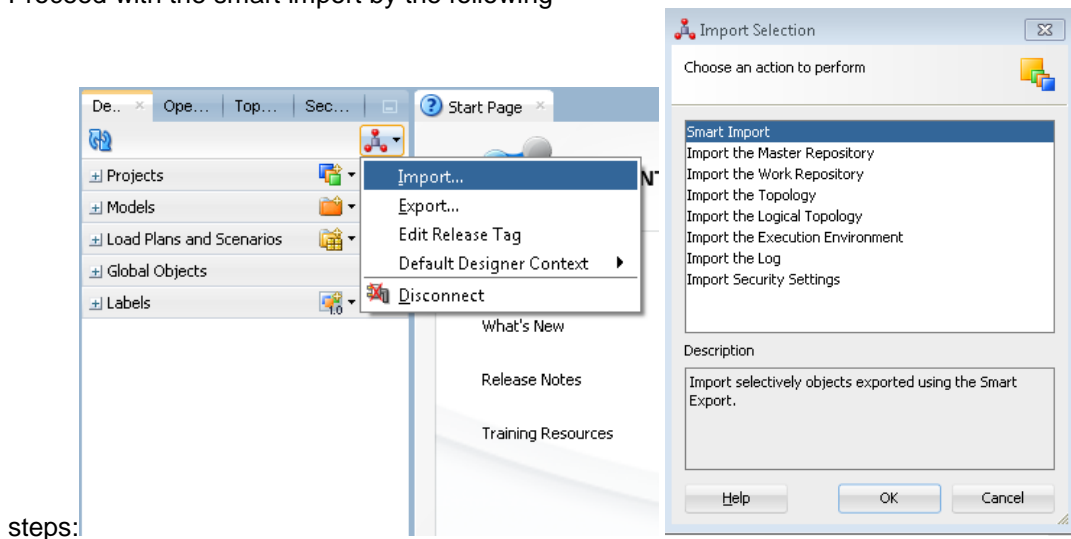 Proceed with the smart import by the following
steps:
De..
Ope...
Top...
Sec...
Start Page
Projects
Models
Load Plans and Scenarios
Global Objects
Labels
1.0
Import...
Export...
Edit Release Tag
Default Designer Context
Disconnect
What's New
Release Notes
Training Resources
Import Selection
Choose an action to perform
Smart Import
Import the Master Repository
Import the Work Repository
Import the Topology
Import the Logical Topology
Import the Execution Environment
Import the Log
Import Security Settings
Description
Import selectively objects exported using the Smart
Export.
Help
OK
Cancel